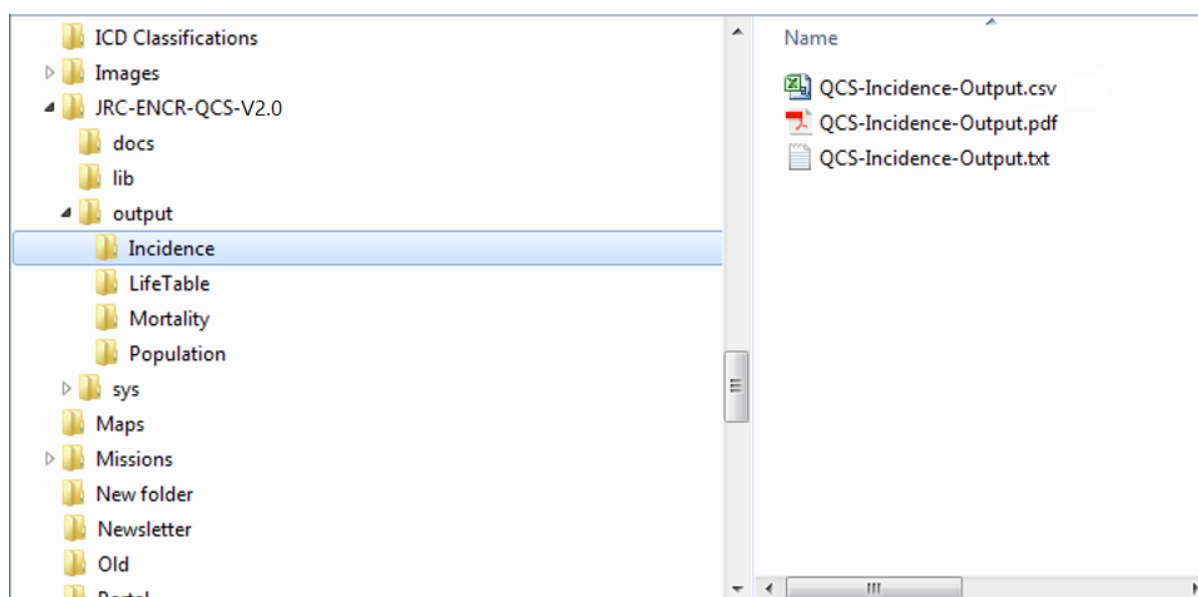 ICD Classifications
Images
JRC-ENCR-QCS-V2.0
docs
lib
output
Incidence
LifeTable
Mortality
Population
sys
Maps
Missions
New folder
Newsletter
Old
Name
QCS-Incidence-Output.csv
QCS-Incidence-Output.pdf
QCS-Incidence-Output.txt